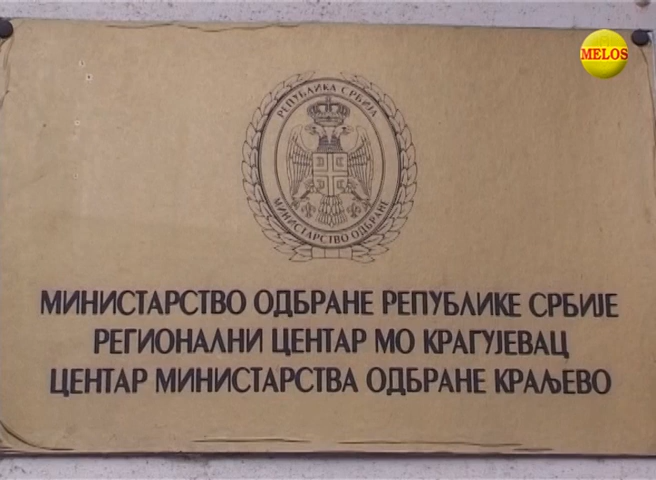 MELOS
РЕПУБЛИКА СРБИЈА
МИНИСТАРСТВО ОДБРАНЕ
МИНИСТАРСТВО ОДБРАНЕ РЕПУБЛИКЕ СРБИЈЕ
РЕГИОНАЛНИ ЦЕНТАР МО КРАГУЈЕВАЦ
ЦЕНТАР МИНИСТАРСТВА ОДБРАНЕ КРАЉЕВО